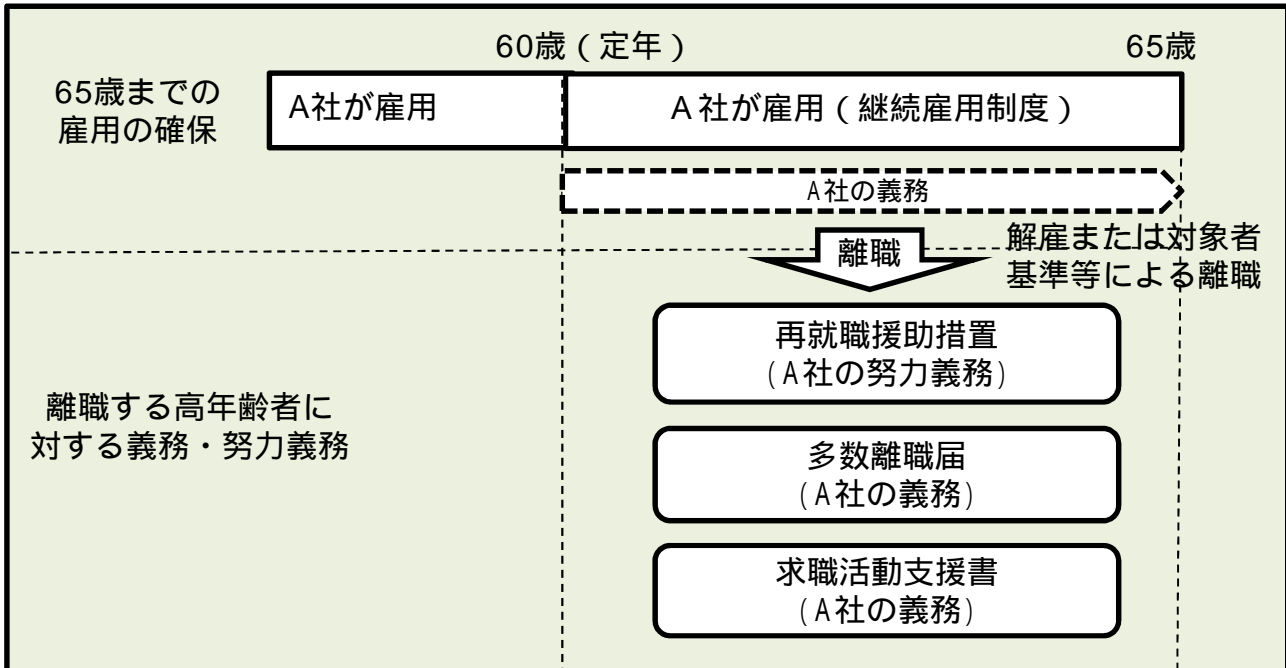 60歳（定年）
65歳
65歳までの
雇用の確保
A社が雇用
A社が雇用（継続雇用制度）
A社の義務
離職
解雇または対象者
基準等による離職
再就職援助措置
(A社の努力義務)
離職する高年齢者に
対する義務・努力義務
多数離職届
(A社の義務)
求職活動支援書
(A社の義務)